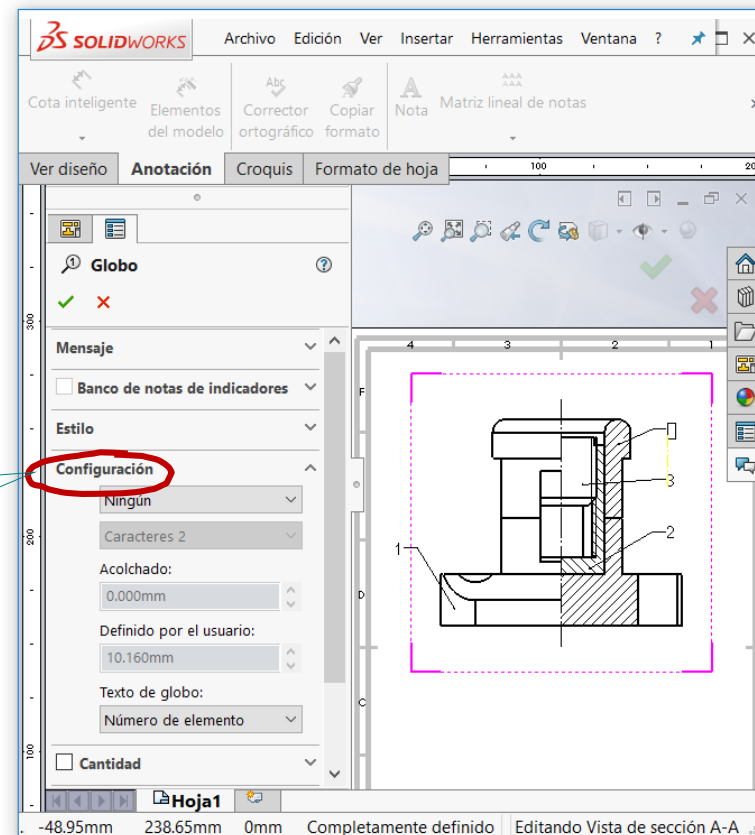 SOLIDWORKS Archivo Edición Ver Insertar Herramientas Ventana ?
Cota inteligente
Elementos del modelo
Corrector ortográfico
Copiar formato
Nota
Matriz lineal de notas
Ver diseño Anotación Croquis Formato de hoja
100 200
Globo
Mensaje
Banco de notas de indicadores
Estilo
Configuración
Ningún
Caracteres 2
Acolchado:
0.000mm
Definido por el usuario:
10.160mm
Texto de globo:
Número de elemento
Cantidad
300
200
100
4 3 2 1
F
D
C
3
2
1
Hoja1
-48.95mm 238.65mm 0mm Completamente definido Editando Vista de sección A-A